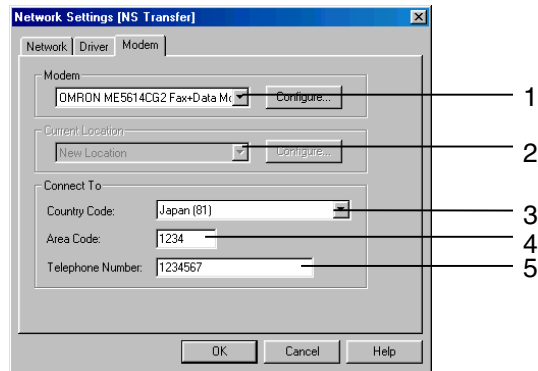 Network Settings [NS Transfer]
Network Driver Modem
Modem
OMRON ME5614CG2 Fax+Data Mo Configure... 1
Current Location
New Location Configure... 2
Connect To
Country Code: Japan (81) 3
Area Code: 1234 4
Telephone Number: 1234567 5
OK Cancel Help